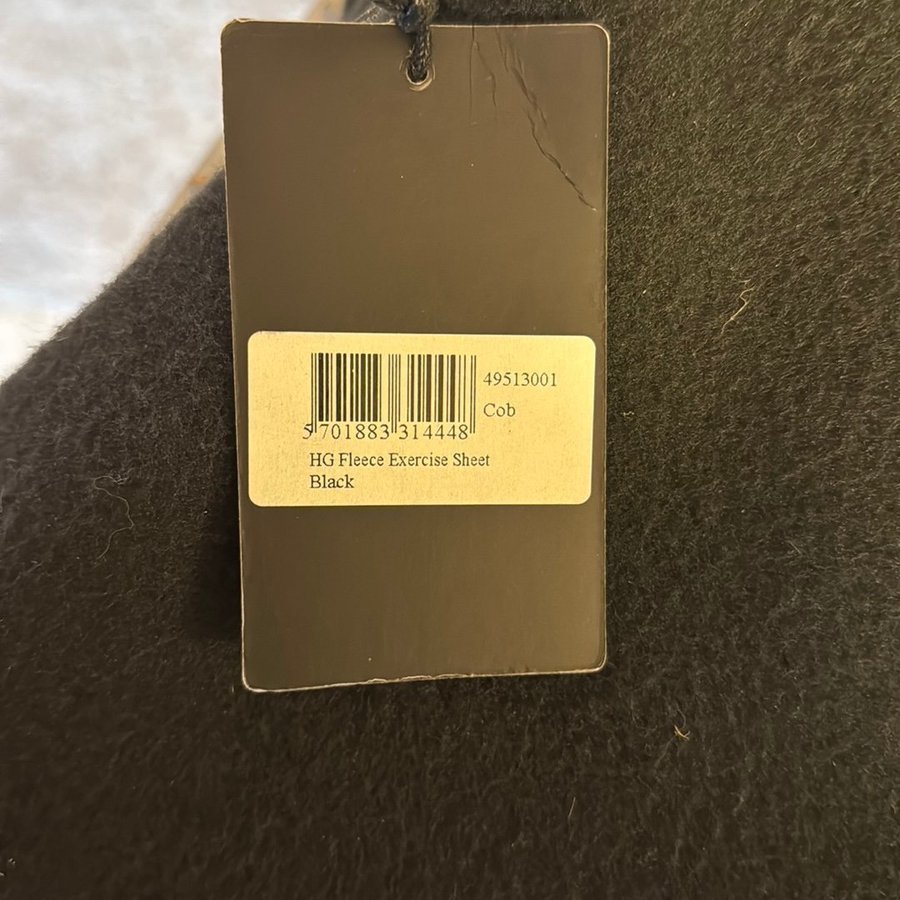 49513001
Cob
5 701883 314448
HG Fleece Exercise Sheet
Black